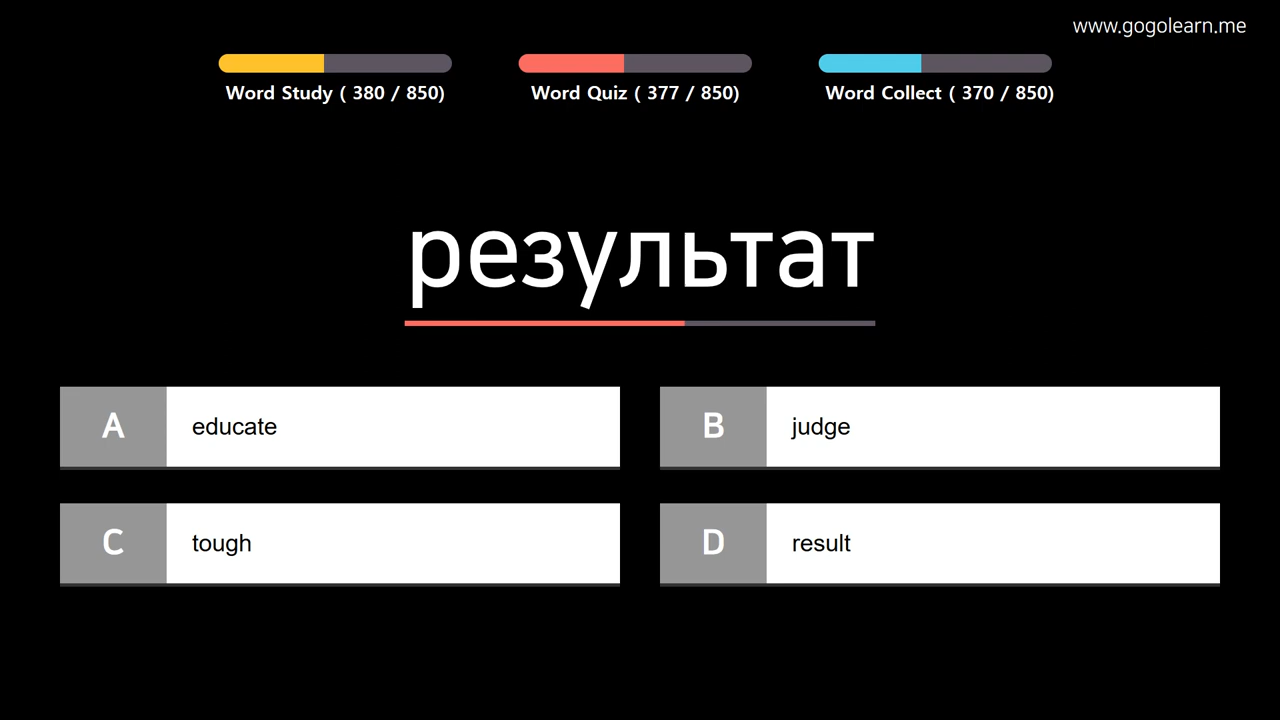 www.gogolearn.me
Word Study ( 380 / 850)
Word Quiz ( 377 / 850)
Word Collect ( 370 / 850)
результат
A educate
B judge
C tough
D result